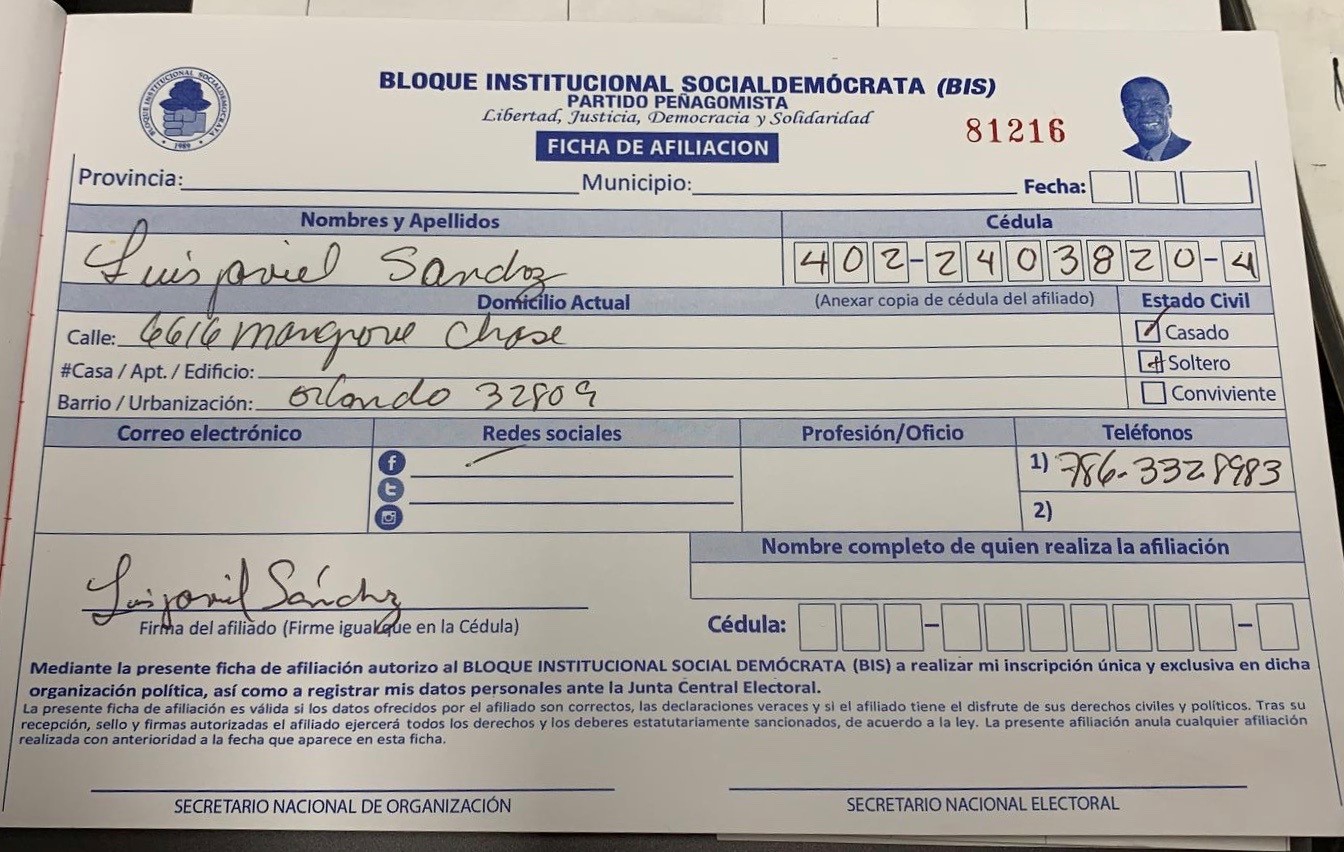 BLOQUE INSTITUCIONAL SOCIALDEMÓCRATA (BIS)
PARTIDO PEÑAGOMISTA
Libertad, Justicia, Democracia y Solidaridad
81216
FICHA DE AFILIACION
BLOQUE INSTITUCIONAL SOCIALDEMOCRATA
1989
Provincia: Municipio: Fecha:
Nombres y Apellidos Cédula
Luisjoviel Sanchz 402-2403820-4
Domicilio Actual (Anexar copia de cédula del afiliado) Estado Civil
Calle: 6616 mangrove Chase Casado
#Casa / Apt. / Edificio: Soltero
Barrio / Urbanización: Orlando 32809 Conviviente
Correo electrónico Redes sociales Profesión/Oficio Teléfonos
1) 786-332-8983
2)
Nombre completo de quien realiza la afiliación
Sánchz
Firma del afiliado (Firme igual que en la Cédula) Cédula:
Mediante la presente ficha de afiliación autorizo al BLOQUE INSTITUCIONAL SOCIAL DEMÓCRATA (BIS) a realizar mi inscripción única y exclusiva en dicha
organización política, así como a registrar mis datos personales ante la Junta Central Electoral.
La presente ficha de afiliación es válida si los datos ofrecidos por el afiliado son correctos, las declaraciones veraces y si el afiliado tiene el disfrute de sus derechos civiles y políticos. Tras su
recepción, sello y firmas autorizadas el afiliado ejercerá todos los derechos y los deberes estatutariamente sancionados, de acuerdo a la ley. La presente afiliación anula cualquier afiliación
realizada con anterioridad a la fecha que aparece en esta ficha.
SECRETARIO NACIONAL DE ORGANIZACIÓN SECRETARIO NACIONAL ELECTORAL